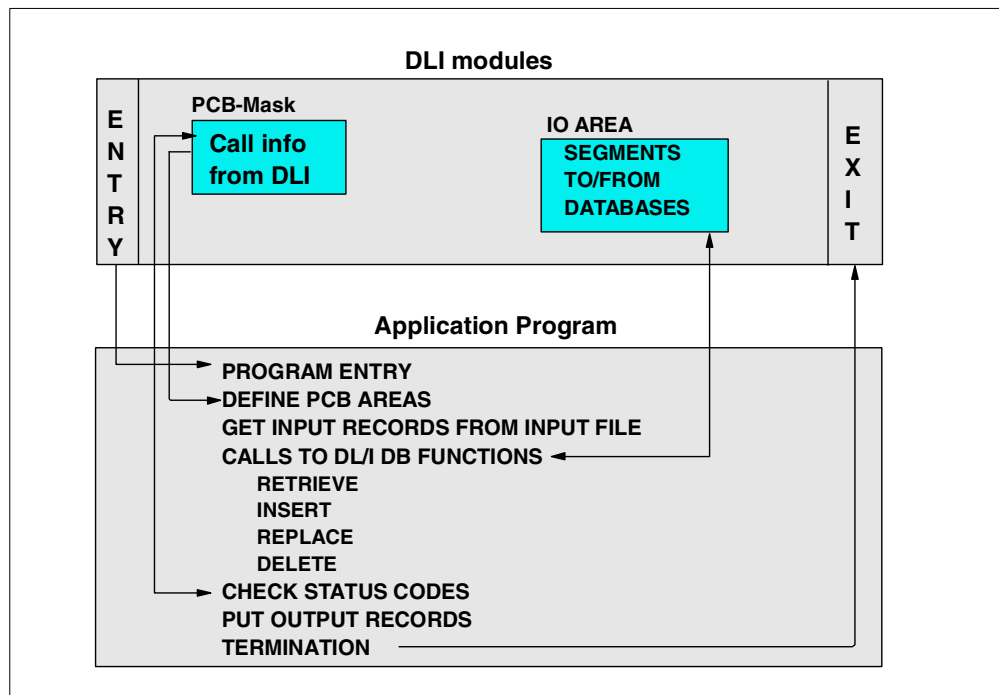 DLI modules
ENTRY
PCB-Mask
Call info
from DLI
IO AREA
SEGMENTS
TO/FROM
DATABASES
EXIT
Application Program
PROGRAM ENTRY
DEFINE PCB AREAS
GET INPUT RECORDS FROM INPUT FILE
CALLS TO DL/I DB FUNCTIONS
RETRIEVE
INSERT
REPLACE
DELETE
CHECK STATUS CODES
PUT OUTPUT RECORDS
TERMINATION